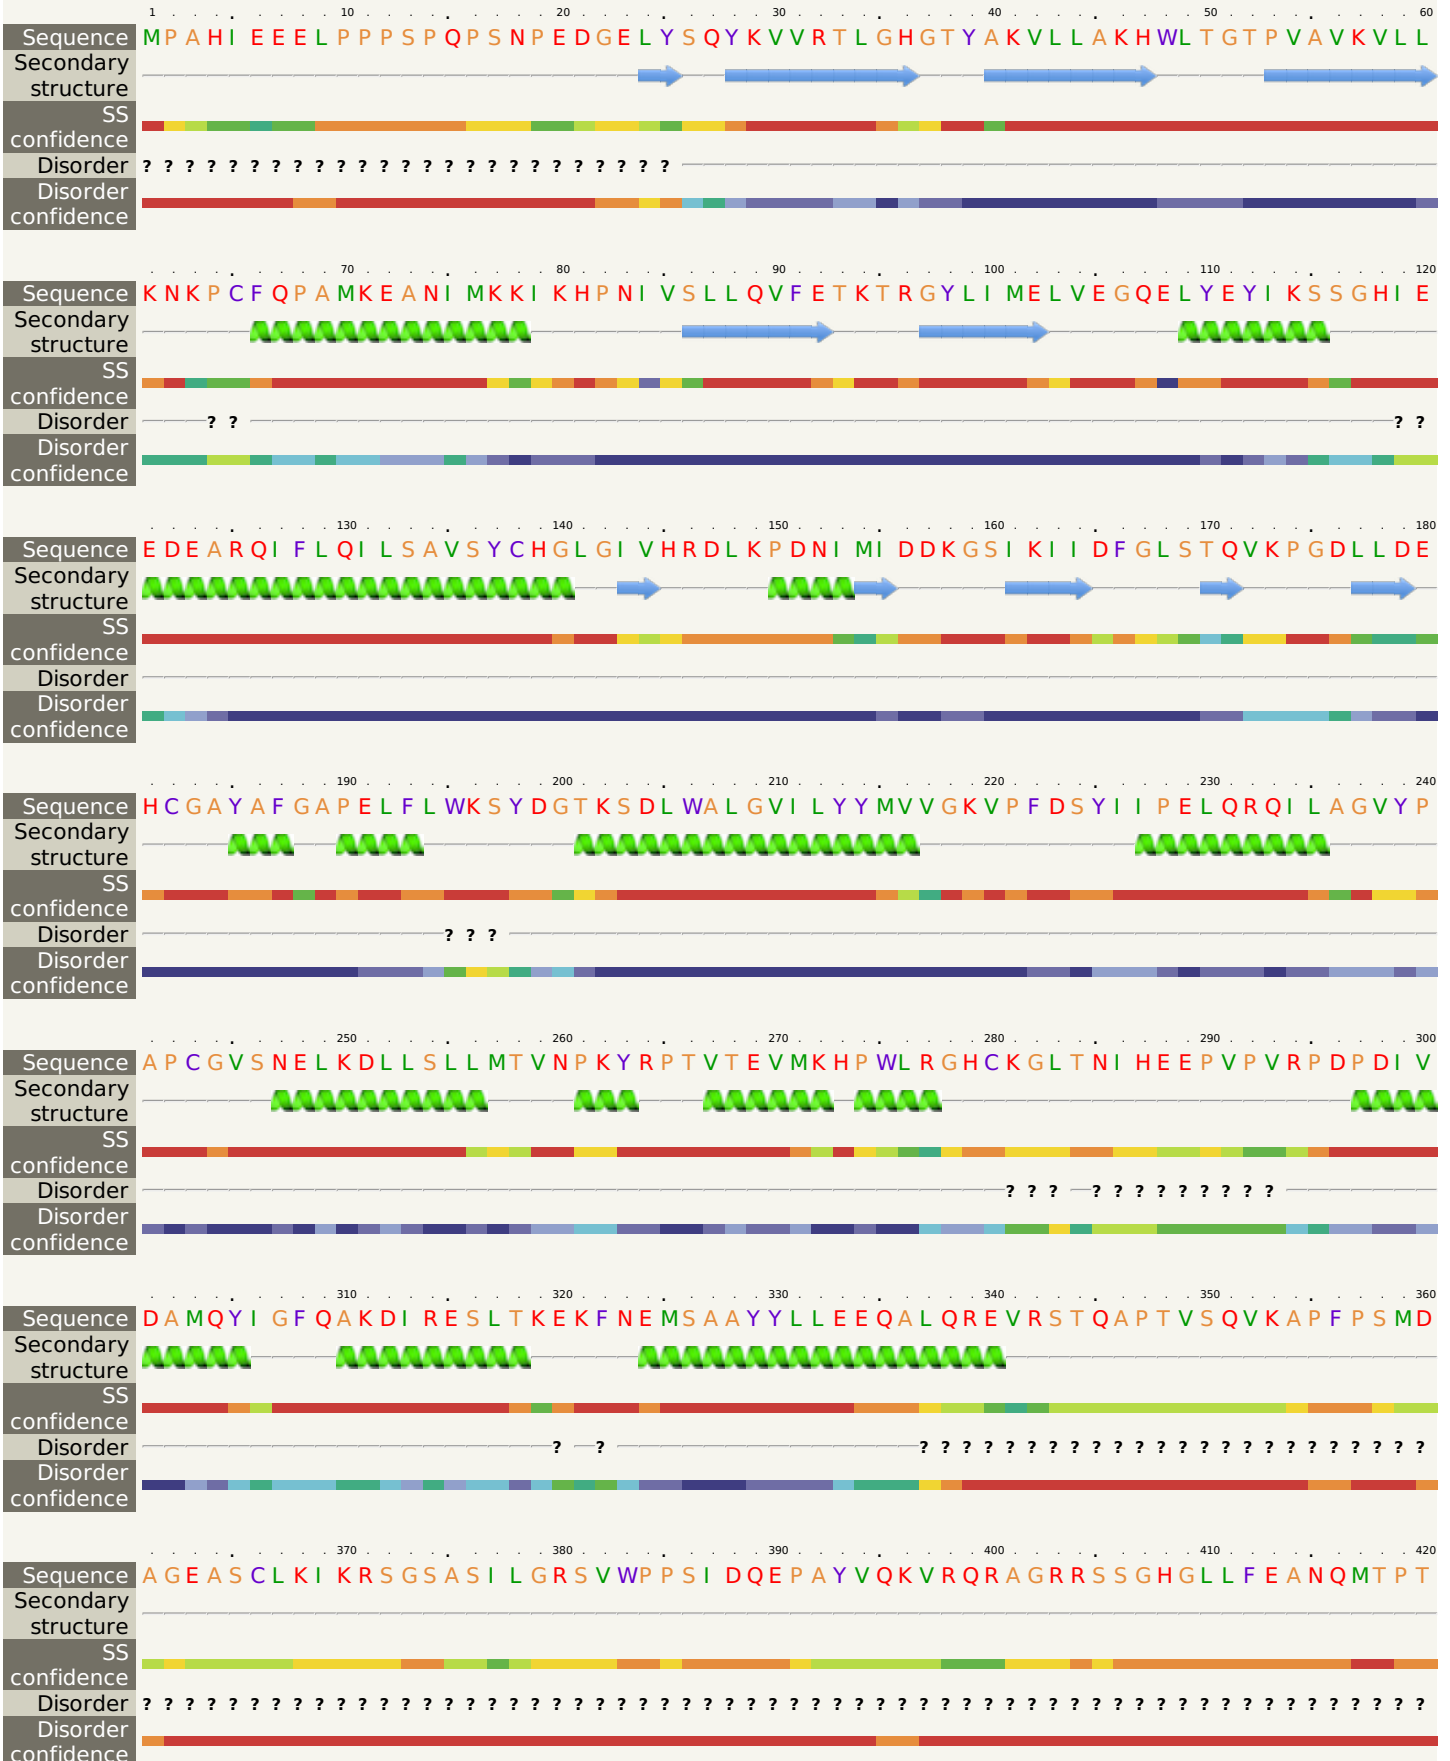 1 10 20 30 40 50 60
Sequence MPAHIEEELPPPSPQPSNPEDGELYSQYKVVRTLGHGTYAKVLLAKHWLTGTPVAVKVLL
Secondary
structure
SS
confidence
Disorder ? ? ? ? ? ? ? ? ? ? ? ? ? ? ? ? ? ? ? ? ? ? ? ? ?
Disorder
confidence
70 80 90 100 110 120
Sequence KNKPCFQPAMKEANIMKKIKHPNIVSLLQVFETKTRGYLIMELVEGQELYEYIKSSGHIE
Secondary
structure
SS
confidence
Disorder ? ? ? ?
Disorder
confidence
130 140 150 160 170 180
Sequence EDEARQIFLQILSAVSYCHGLGIVHRDLKPDNIMIDDKGSIKIIDFGLSTQVKPGDLLDE
Secondary
structure
SS
confidence
Disorder
Disorder
confidence
190 200 210 220 230 240
Sequence HCGAYAFGAPELFLWKSYDGTKSDLWALGVILYYMVVGKVPFDSYIIPELQRQILAGVYP
Secondary
structure
SS
confidence
Disorder ? ? ?
Disorder
confidence
250 260 270 280 290 300
Sequence APCGVSNELKDLLSLLMTVNPKYRPTVTEVMKHPWLRGHCKGLTNIHEEPVPVRPDPDIV
Secondary
structure
SS
confidence
Disorder ? ? ? ? ? ? ? ? ? ? ? ?
Disorder
confidence
310 320 330 340 350 360
Sequence DAMQYIGFQAKDIRESLTKEKFNEMSAAYYLLEEQALQREVRSTQAPTVSQVKAPFPSMD
Secondary
structure
SS
confidence
Disorder ? ? ? ? ? ? ? ? ? ? ? ? ? ? ? ? ? ? ? ? ? ? ? ? ? ?
Disorder
confidence
370 380 390 400 410 420
Sequence AGEASCLKIKRSGSASILGRSVWPPSIDQEPAYVQKVRQRAGRRSSGHGLLFEANQMTPT
Secondary
structure
SS
confidence
Disorder ? ? ? ? ? ? ? ? ? ? ? ? ? ? ? ? ? ? ? ? ? ? ? ? ? ? ? ? ? ? ? ? ? ? ? ? ? ? ? ? ? ? ? ? ? ? ? ? ? ? ? ? ? ? ? ? ? ? ? ?
Disorder
confidence